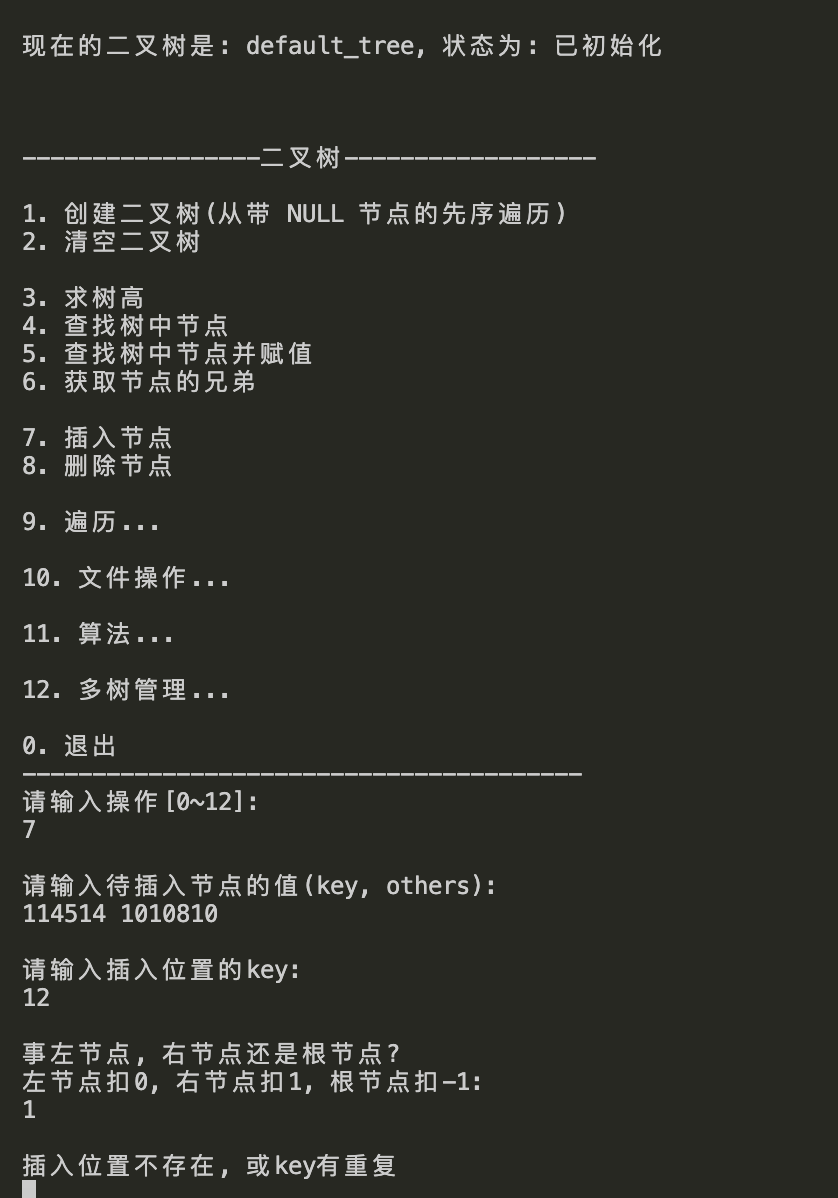 现在的二叉树是: default_tree, 状态为: 已初始化
-----------------二叉树------------------
1. 创建二叉树(从带 NULL 节点的先序遍历)
2. 清空二叉树
3. 求树高
4. 查找树中节点
5. 查找树中节点并赋值
6. 获取节点的兄弟
7. 插入节点
8. 删除节点
9. 遍历...
10. 文件操作...
11. 算法...
12. 多树管理...
0. 退出
----------------------------------------
请输入操作[0~12]:
7
请输入待插入节点的值(key, others):
114514 1010810
请输入插入位置的key:
12
事左节点, 右节点还是根节点?
左节点扣0, 右节点扣1, 根节点扣-1:
1
插入位置不存在, 或key有重复